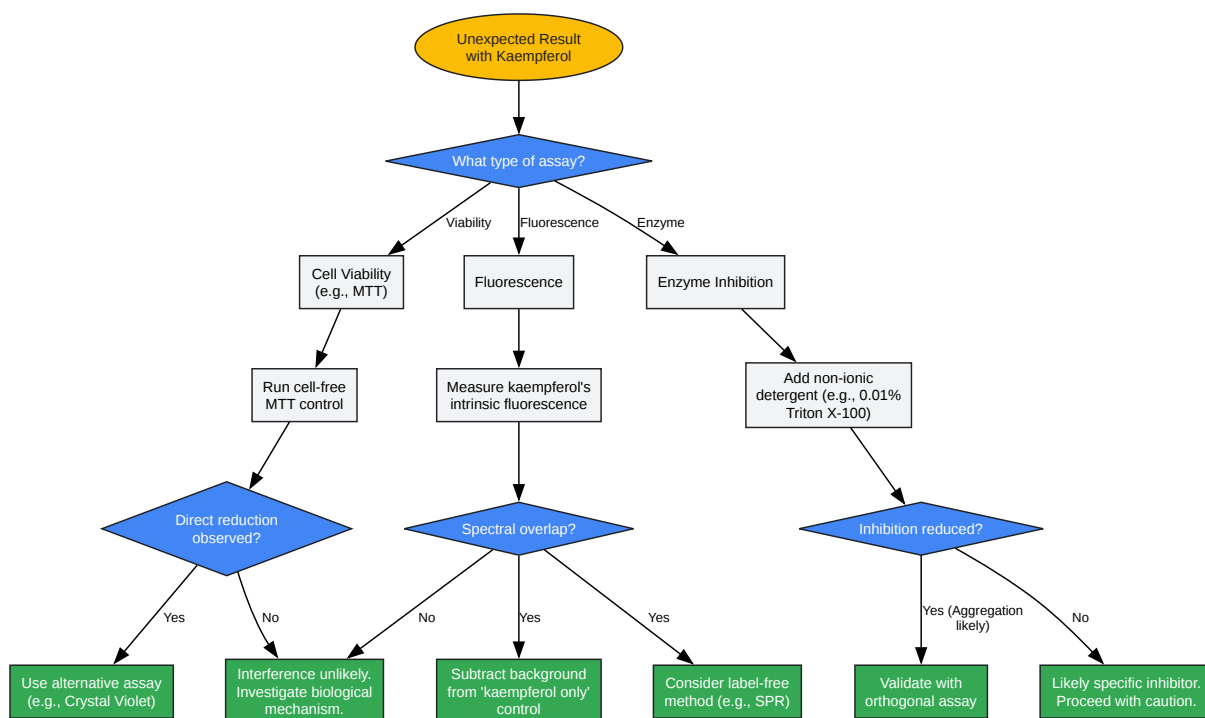 Unexpected Result
with Kaempferol
What type of assay?
Viability
Fluorescence
Enzyme
Cell Viability
(e.g., MTT)
Fluorescence
Enzyme Inhibition
Run cell-free
MTT control
Measure kaempferol's
intrinsic fluorescence
Add non-ionic
detergent (e.g., 0.01%
Triton X-100)
Direct reduction
observed?
Spectral overlap?
Inhibition reduced?
Yes
No
No
Yes
Yes
Yes (Aggregation
likely)
No
Use alternative assay
(e.g., Crystal Violet)
Interference unlikely.
Investigate biological
mechanism.
Subtract background
from 'kaempferol only'
control
Consider label-free
method (e.g., SPR)
Validate with
orthogonal assay
Likely specific inhibitor.
Proceed with caution.